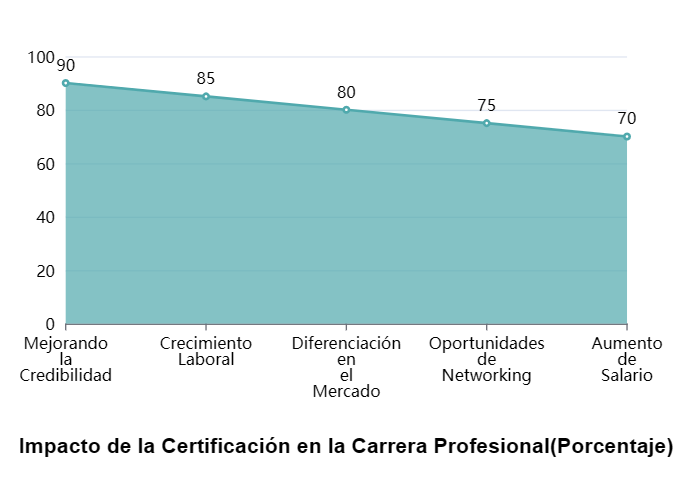 100
90
85
80
75
70
80
60
40
20
0
Mejorando
la
Credibilidad
Crecimiento
Laboral
Diferenciación
en
el
Mercado
Oportunidades
de
Networking
Aumento
de
Salario
Impacto de la Certificación en la Carrera Profesional(Porcentaje)